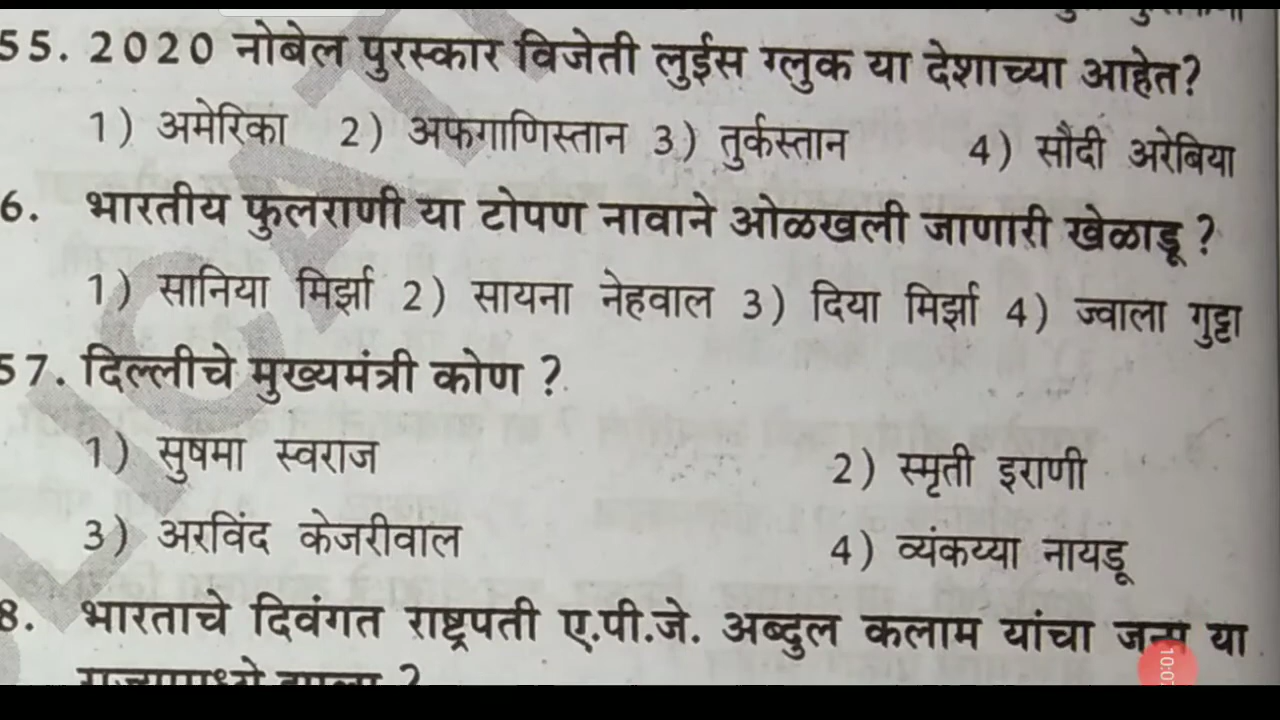 55. 2020 नोबेल पुरस्कार विजेती लुईस ग्लुक या देशाच्या आहेत?
1) अमेरिका 2) अफगाणिस्तान 3) तुर्कस्तान 4) सौदी अरेबिया
6. भारतीय फुलराणी या टोपण नावाने ओळखली जाणारी खेळाडू ?
1) सानिया मिर्झा 2) सायना नेहवाल 3) दिया मिर्झा 4) ज्वाला गुट्टा
57. दिल्लीचे मुख्यमंत्री कोण ?
1) सुषमा स्वराज 2) स्मृती इराणी
3) अरविंद केजरीवाल 4) व्यंकय्या नायडू
8. भारताचे दिवंगत राष्ट्रपती ए.पी.जे. अब्दुल कलाम यांचा जन्म या